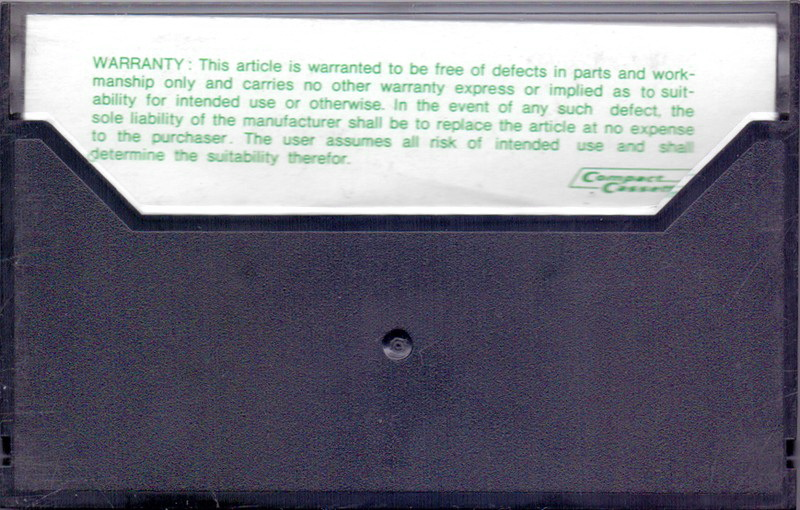 WARRANTY : This article is warranted to be free of defects in parts and work-
manship only and carries no other warranty express or implied as to suit-
ability for intended use or otherwise. In the event of any such defect, the
sole liability of the manufacturer shall be to replace the article at no expense
to the purchaser. The user assumes all risk of intended use and shall
determine the suitability therefor.
Compact
Cassett